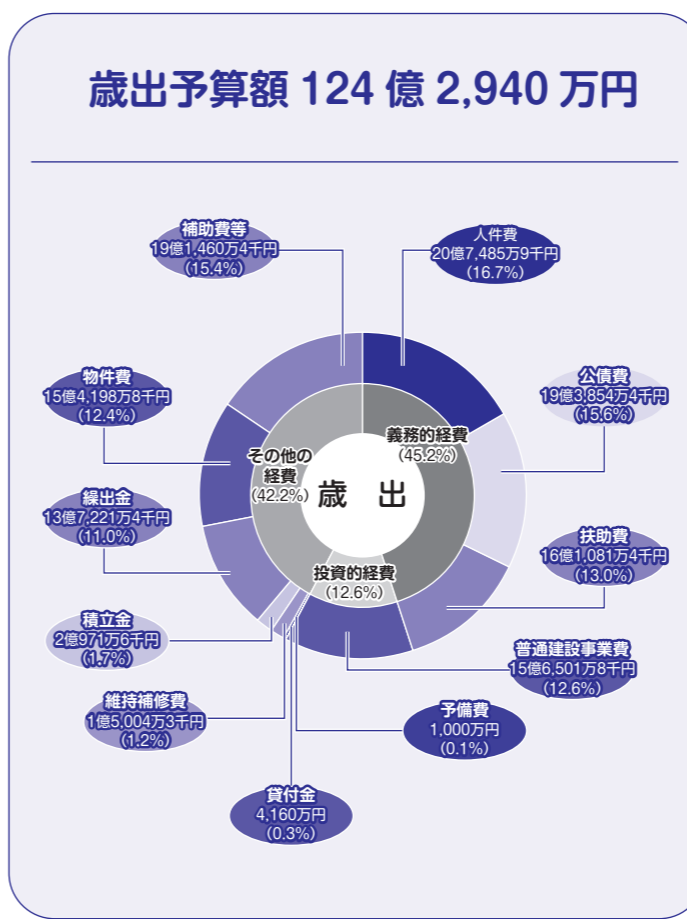 歳出予算額 124 億 2,940 万円
補助費等
19億1,460万4千円
(15.4%)
人件費
20億7,485万9千円
(16.7%)
物件費
15億4,198万8千円
(12.4%)
公債費
19億3,854万4千円
(15.6%)
その他の
経費
(42.2%)
義務的経費
(45.2%)
歳 出
繰出金
13億7,221万4千円
(11.0%)
扶助費
16億1,081万4千円
(13.0%)
投資的経費
(12.6%)
積立金
2億971万6千円
(1.7%)
普通建設事業費
15億6,501万8千円
(12.6%)
維持補修費
1億5,004万3千円
(1.2%)
予備費
1,000万円
(0.1%)
貸付金
4,160万円
(0.3%)